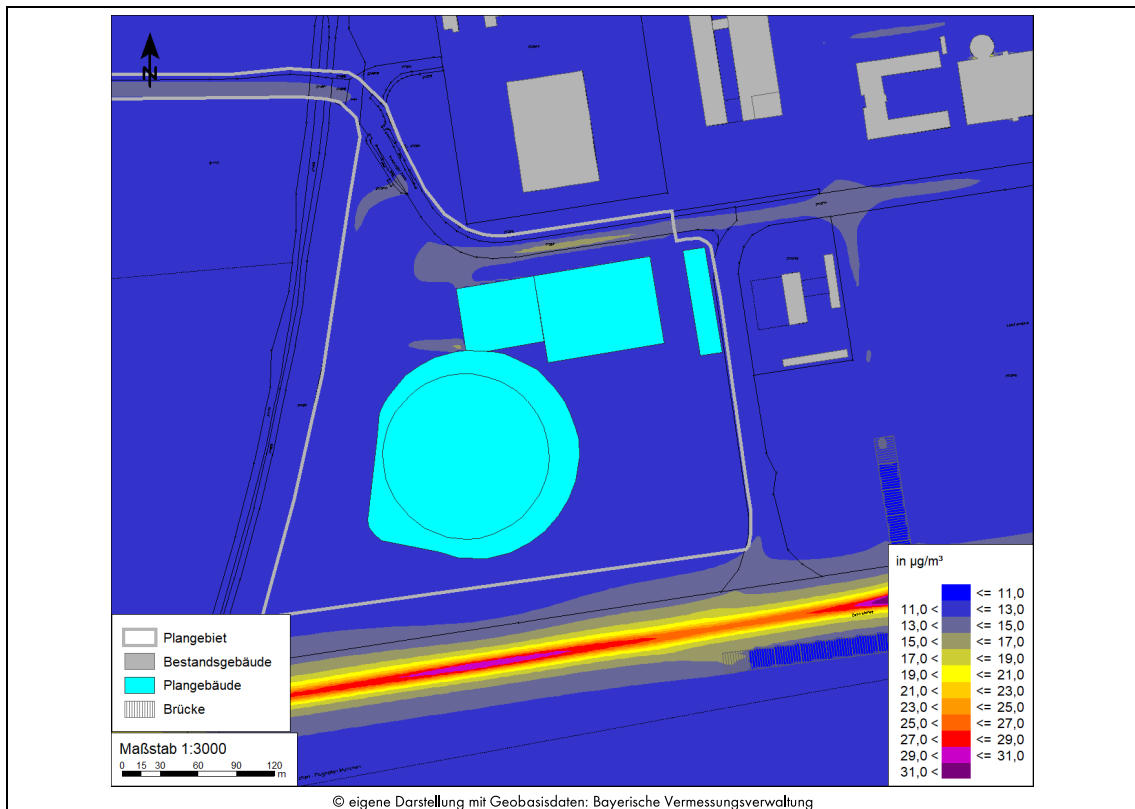 N
in µg/m³
<= 11,0
11,0 < <= 13,0
13,0 < <= 15,0
15,0 < <= 17,0
17,0 < <= 19,0
19,0 < <= 21,0
21,0 < <= 23,0
23,0 < <= 25,0
25,0 < <= 27,0
27,0 < <= 29,0
29,0 < <= 31,0
31,0 <
Plangebiet
Bestandsgebäude
Plangebäude
Brücke
Maßstab 1:3000
0 15 30 60 90 120
m
© eigene Darstellung mit Geobasisdaten: Bayerische Vermessungsverwaltung